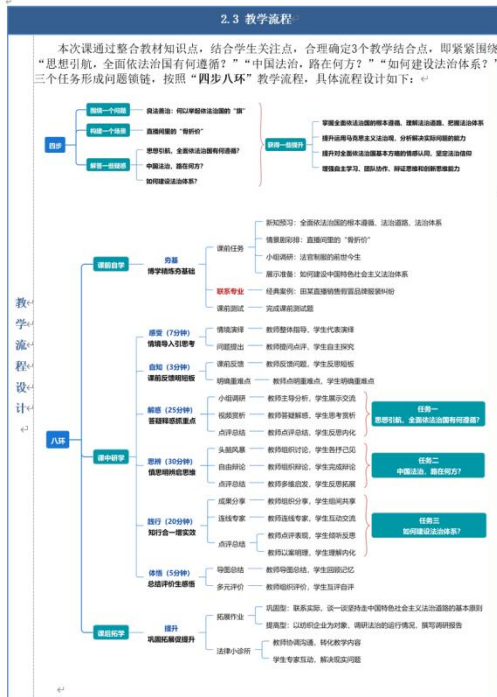 2.3 教学流程
本次课通过整合教材知识点，结合学生关注点，合理确定3个教学结合点，即紧紧围绕
“思想引航,全面依法治国有何遵循？”“中国法治,路在何方？”“如何建设法治体系？”
三个任务形成问题锁链，按照“四步八环”教学流程，具体流程设计如下：
教学流程设计
四步
围绕一个问题
良法善治：何以举起依法治国的“旗”
构建一个场景
直播间里的“骨折价”
解答一些疑惑
思想引航，全面依法治国有何遵循？
中国法治，路在何方？
如何建设法治体系？
获得一些提升
掌握全面依法治国的根本遵循、理解法治道路、把握法治体系
提升运用马克思主义法治观，分析解决实际问题的能力
提升对全面依法治国基本方略的情感认同，坚定法治信仰
增强自主学习、团队协作、辩证思维和创新思维能力
八环
课前自学
夯基
博学精练夯基础
课前任务
新知预习：全面依法治国的根本遵循、法治道路、法治体系
情景剧彩排：直播间里的“骨折价”
小组调研：法官制服的前世今生
展示准备：如何建设中国特色社会主义法治体系
联系专业
经典案例：田某直播销售假冒品牌服装纠纷
课前测试
完成课前测试题
课中研学
感受（7分钟）
情境导入引思考
情境演绎
教师整体指导，学生代表演绎
问题提出
教师提问点评，学生自主探究
自知（3分钟）
课前反馈明短板
课前反馈
教师反馈问题，学生反思短板
明确重难点
教师点明重难点，学生明确重难点
解惑（25分钟）
答疑释惑抓重点
小组调研
教师主导分析，学生展示交流
视频赏析
教师答疑解惑，学生思考赏析
点评总结
教师点评总结，学生反思内化
任务一
思想引航，全面依法治国有何遵循？
思辨（30分钟）
慎思明辨启思维
头脑风暴
教师组织讨论，学生各抒己见
自由辩论
教师组织辩论，学生完成辩论
点评总结
教师多维启发，学生反思拓展
任务二
中国法治，路在何方？
践行（20分钟）
知行合一增实效
成果分享
教师组织分享，学生组间共享
连线专家
教师连线专家，学生互动交流
点评总结
教师点评表现，学生倾听反思
教师以案明理，学生理解内化
任务三
如何建设法治体系？
体悟（5分钟）
总结评价生感悟
导图总结
教师导图总结，学生回顾记忆
多元评价
教师组织评价，学生互评自评
课后拓学
提升
巩固拓展促提升
拓展作业
巩固型：联系实际，谈一谈坚持走中国特色社会主义法治道路的基本原则
提高型：以纺织企业为对象，调研法治的运行情况，撰写调研报告
法律小诊所
教师协调沟通，转化教学内容
学生专家互动，解决现实问题